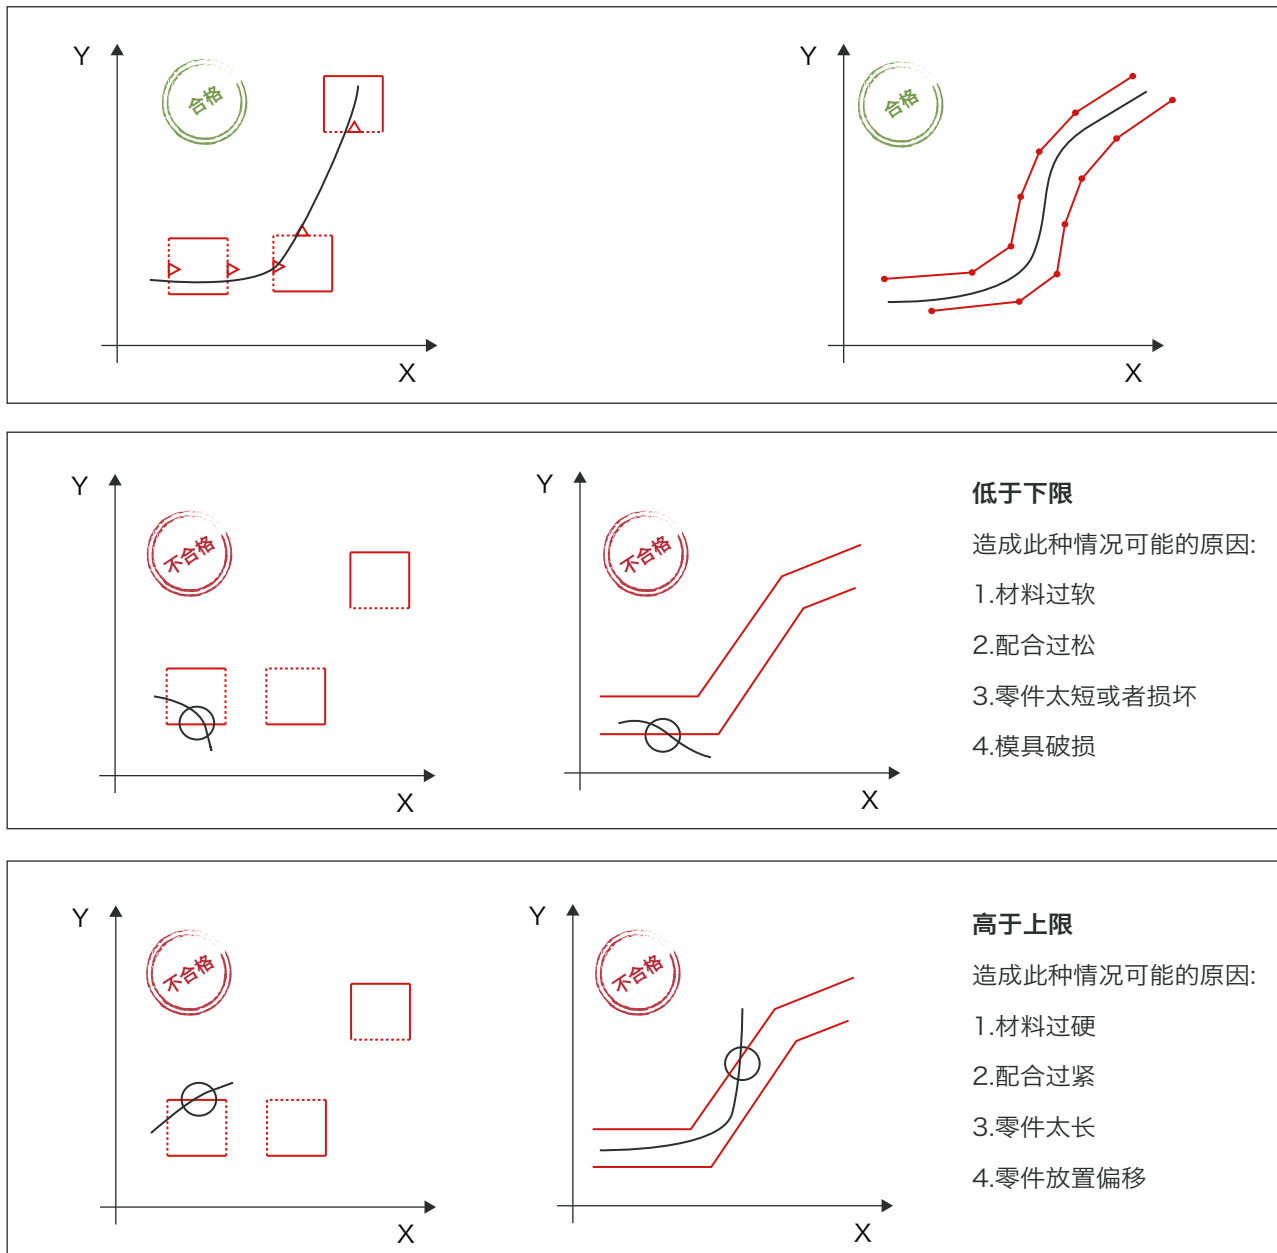 Y
合格
X
Y
合格
X
Y
不合格
X
Y
不合格
X
低于下限
造成此种情况可能的原因:
1.材料过软
2.配合过松
3.零件太短或者损坏
4.模具破损
Y
不合格
X
Y
不合格
X
高于上限
造成此种情况可能的原因:
1.材料过硬
2.配合过紧
3.零件太长
4.零件放置偏移